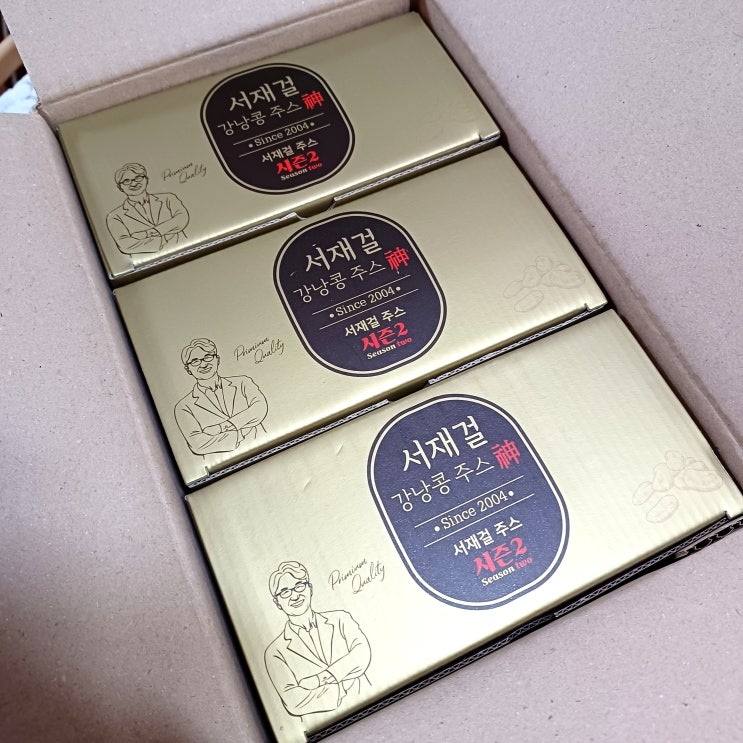 서재걸
강낭콩 주스 神
• Since 2004 •
서재걸 주스
시즌2
Season two
Priminum
Quality
서재걸
강낭콩 주스 神
• Since 2004 •
서재걸 주스
시즌2
Season two
Priminum
Quality
서재걸
강낭콩 주스 神
• Since 2004 •
서재걸 주스
시즌2
Season two
Priminum
Quality